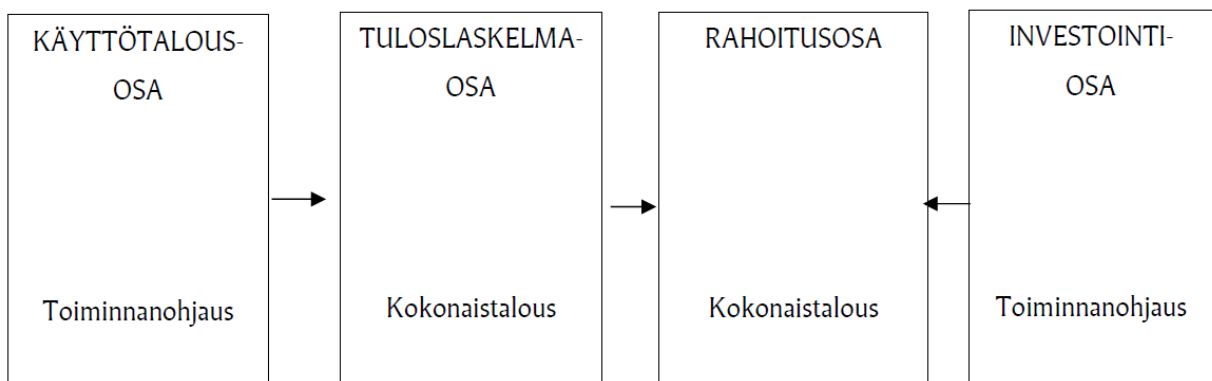 KÄYTTÖTALOUS-
OSA
Toiminnanohjaus
TULOSLASKELMA-
OSA
Kokonaistalous
RAHOITUSOSA
Kokonaistalous
INVESTOINTI-
OSA
Toiminnanohjaus